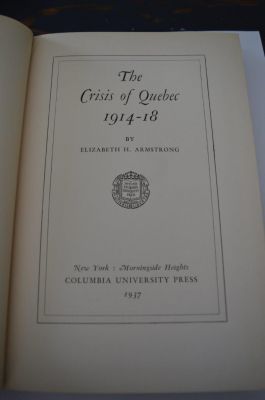 The
Crisis of Quebec
1914-18
BY
ELIZABETH H. ARMSTRONG
New York : Morningside Heights
COLUMBIA UNIVERSITY PRESS
1937